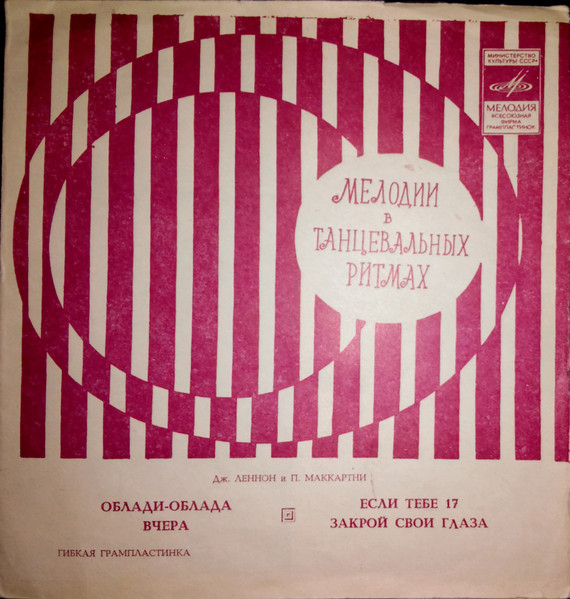 МИНИСТЕРСТВО
КУЛЬТУРЫ СССР
МЕЛОДИЯ
ВСЕСОЮЗНАЯ
ФИРМА
ГРАМПЛАСТИНОК
МЕЛОДИИ
в
ТАНЦЕВАЛЬНЫХ
РИТМАХ
Дж. ЛЕННОН и П. МАККАРТНИ
ОБЛАДИ-ОБЛАДА
ВЧЕРА
ЕСЛИ ТЕБЕ 17
ЗАКРОЙ СВОИ ГЛАЗА
ГИБКАЯ ГРАМПЛАСТИНКА